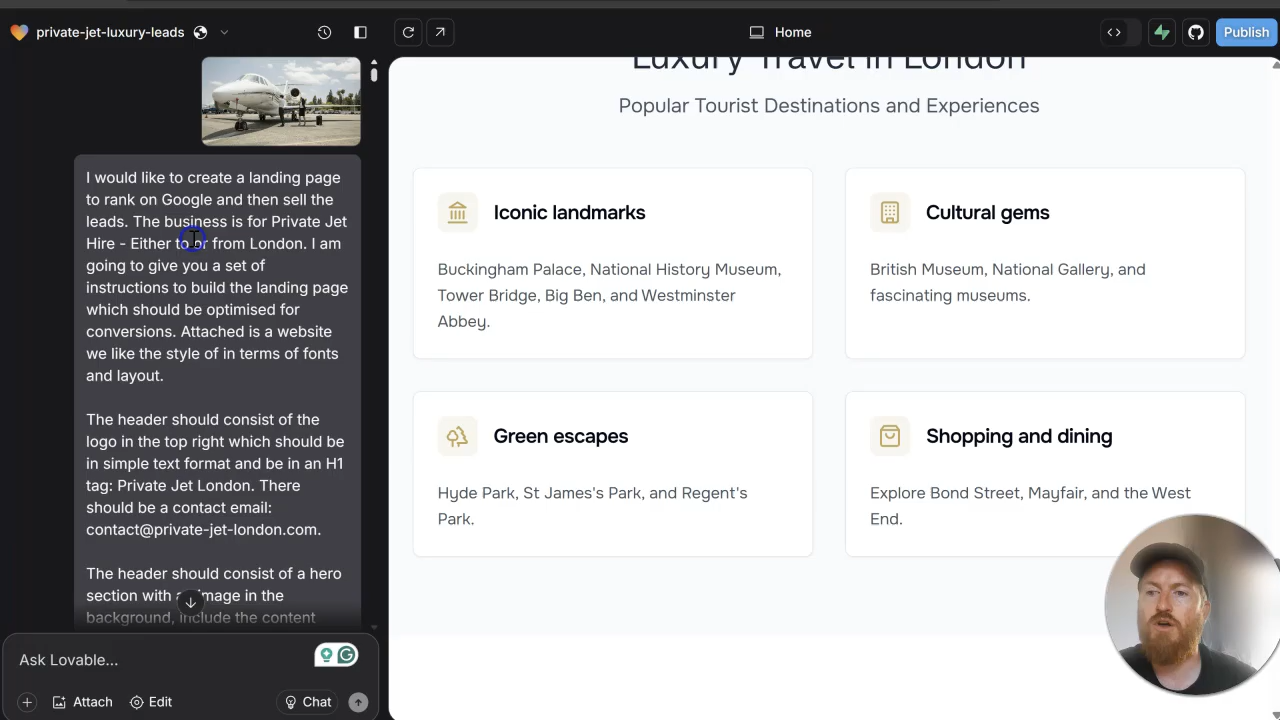 private-jet-luxury-leads
Home
Publish
I would like to create a landing page
to rank on Google and then sell the
leads. The business is for Private Jet
Hire - Either to or from London. I am
going to give you a set of
instructions to build the landing page
which should be optimised for
conversions. Attached is a website
we like the style of in terms of fonts
and layout.
The header should consist of the
logo in the top right which should be
in simple text format and be in an H1
tag: Private Jet London. There
should be a contact email:
contact@private-jet-london.com.
The header should consist of a hero
section with an image in the
background, include the content
Ask Lovable...
Attach
Edit
Chat
Luxury Travel in London
Popular Tourist Destinations and Experiences
Iconic landmarks
Buckingham Palace, National History Museum,
Tower Bridge, Big Ben, and Westminster
Abbey.
Cultural gems
British Museum, National Gallery, and
fascinating museums.
Green escapes
Hyde Park, St James's Park, and Regent's
Park.
Shopping and dining
Explore Bond Street, Mayfair, and the West
End.